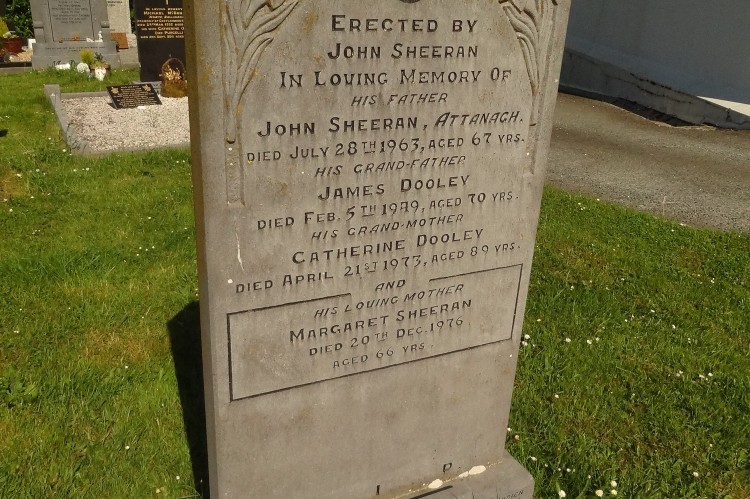 ERECTED BY
JOHN SHEERAN
IN LOVING MEMORY OF
HIS FATHER
JOHN SHEERAN, ATTANAGH.
DIED JULY 28TH 1963, AGED 67 YRS.
HIS GRAND-FATHER
JAMES DOOLEY
DIED FEB. 5TH 1949, AGED 70 YRS.
HIS GRAND-MOTHER
CATHERINE DOOLEY
DIED APRIL 21ST 1973, AGED 89 YRS.
AND
HIS LOVING MOTHER
MARGARET SHEERAN
DIED 20TH DEC. 1976
AGED 66 YRS.
I P